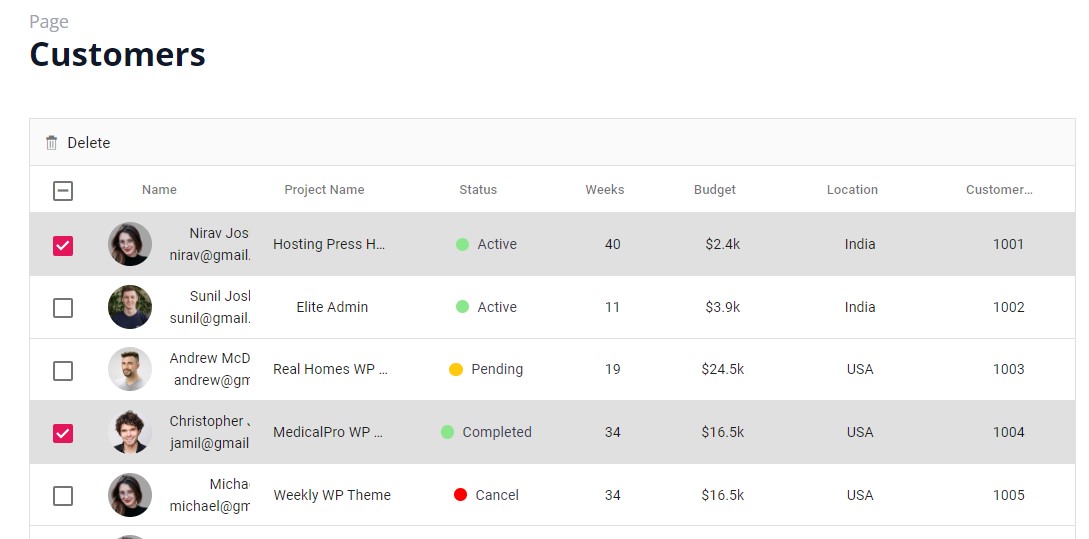 Page
Customers
Delete
Name Project Name Status Weeks Budget Location Customer...
Nirav Jos
nirav@gmail.
Hosting Press H... Active 40 $2.4k India 1001
Sunil Josl
sunil@gmail.
Elite Admin Active 11 $3.9k India 1002
Andrew McD
andrew@gm
Real Homes WP ... Pending 19 $24.5k USA 1003
Christopher
jamil@gmail
MedicalPro WP ... Completed 34 $16.5k USA 1004
Micha
michael@gm
Weekly WP Theme Cancel 34 $16.5k USA 1005